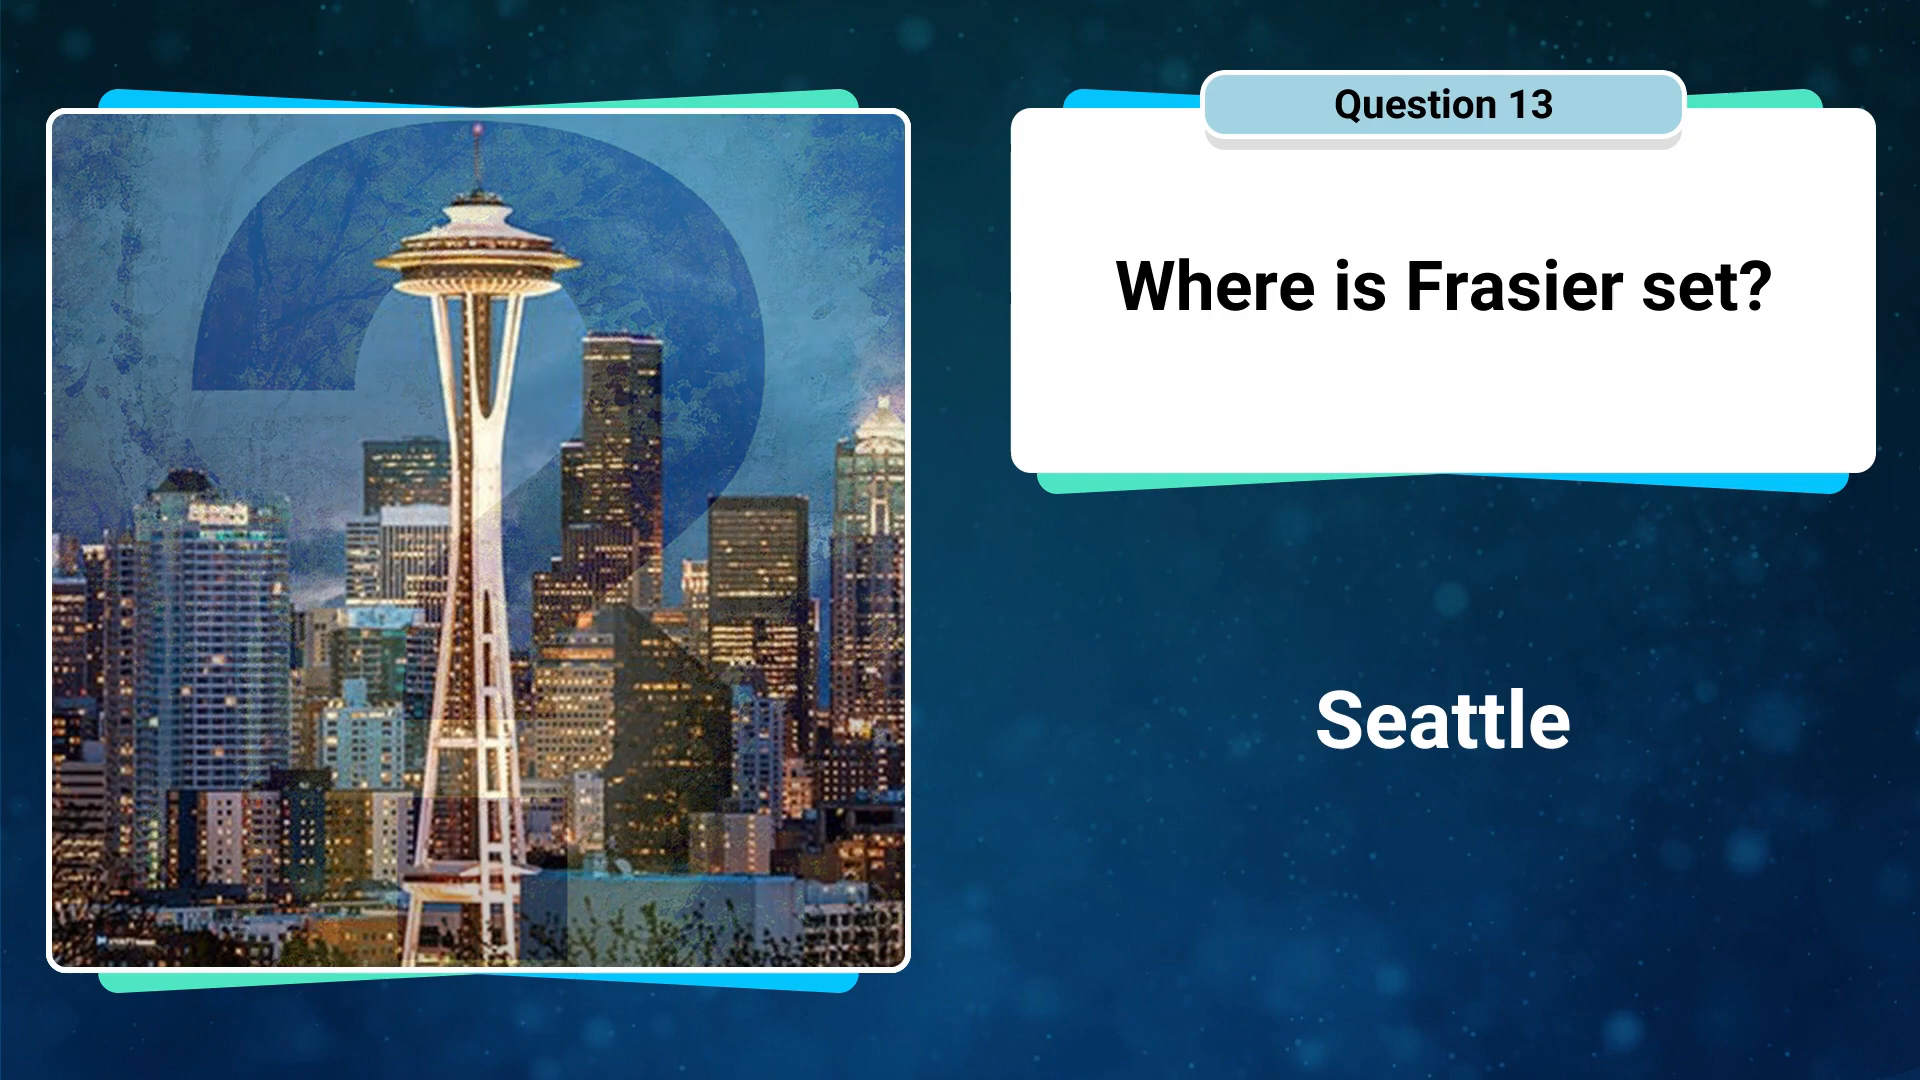 Question 13
Where is Frasier set?
Seattle